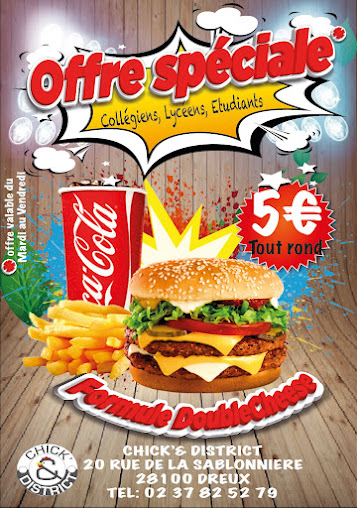 Offre spéciale*
Collégiens, Lyceens, Etudiants
* offre valable du
Mardi au Vendredi
5€
Tout rond
Coca-Cola
Formule DoubleCheese
CHICK'& DISTRICT
CHICK'& DISTRICT
20 RUE DE LA SABLONNIERE
28100 DREUX
TEL: 02 37 82 52 79